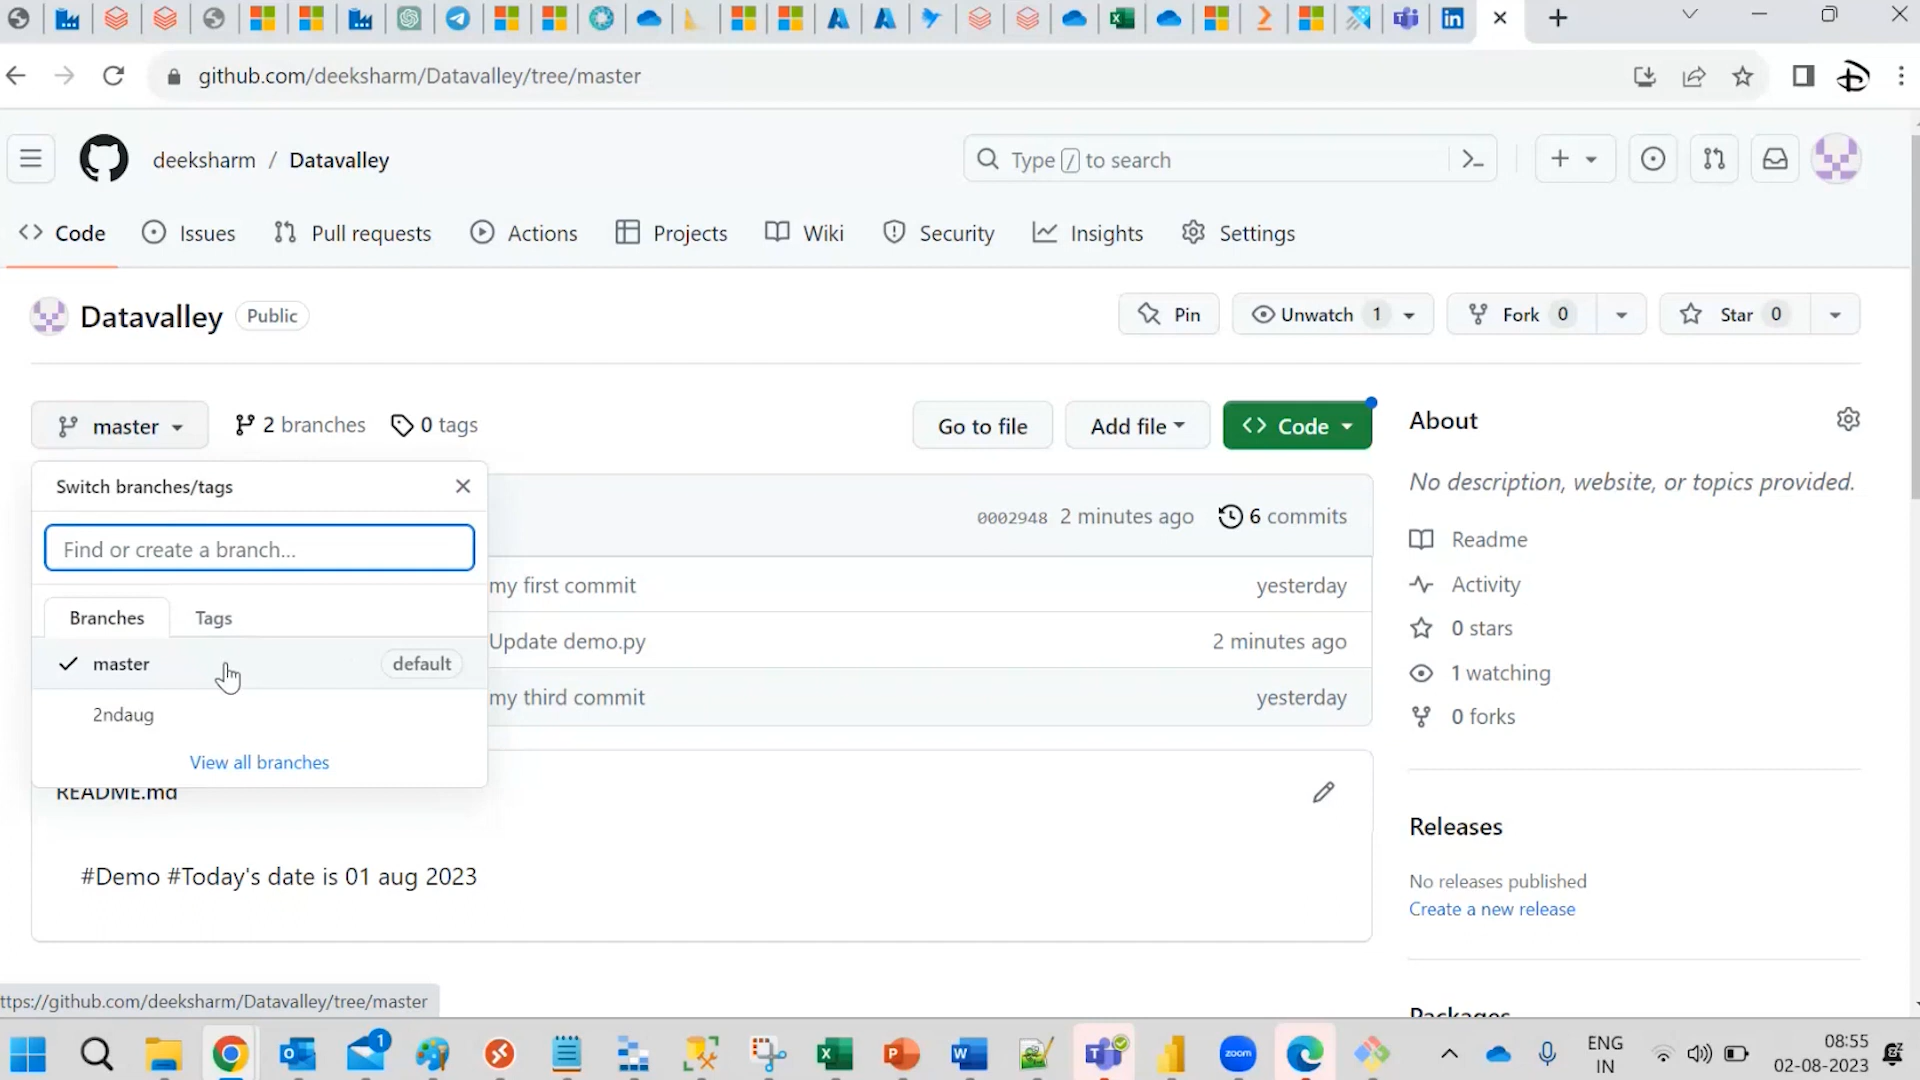 github.com/deeksharm/Datavalley/tree/master
deeksharm / Datavalley
Type / to search
Code
Issues
Pull requests
Actions
Projects
Wiki
Security
Insights
Settings
Datavalley
Public
Pin
Unwatch 1
Fork 0
Star 0
master
2 branches
0 tags
Go to file
Add file
<> Code
About
No description, website, or topics provided.
Switch branches/tags
Find or create a branch...
Branches
Tags
master
default
2ndaug
View all branches
0002948 2 minutes ago
6 commits
my first commit
yesterday
Update demo.py
2 minutes ago
my third commit
yesterday
Readme
Activity
0 stars
1 watching
0 forks
README.md
#Demo #Today's date is 01 aug 2023
Releases
No releases published
Create a new release
Packages
ttps://github.com/deeksharm/Datavalley/tree/master
1
zoom
ENG
IN
08:55
02-08-2023